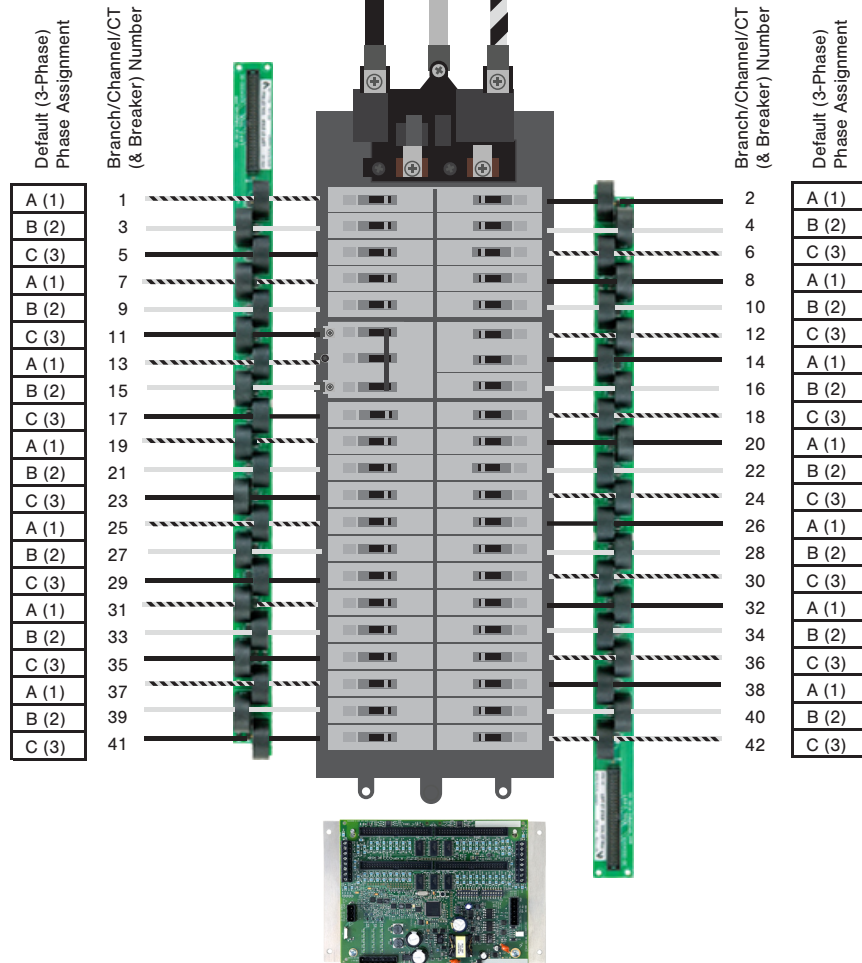 Default (3-Phase)
Phase Assignment
Branch/Channel/CT
(& Breaker) Number
Branch/Channel/CT
(& Breaker) Number
Default (3-Phase)
Phase Assignment
A (1) 1 2 A (1)
B (2) 3 4 B (2)
C (3) 5 6 C (3)
A (1) 7 8 A (1)
B (2) 9 10 B (2)
C (3) 11 12 C (3)
A (1) 13 14 A (1)
B (2) 15 16 B (2)
C (3) 17 18 C (3)
A (1) 19 20 A (1)
B (2) 21 22 B (2)
C (3) 23 24 C (3)
A (1) 25 26 A (1)
B (2) 27 28 B (2)
C (3) 29 30 C (3)
A (1) 31 32 A (1)
B (2) 33 34 B (2)
C (3) 35 36 C (3)
A (1) 37 38 A (1)
B (2) 39 40 B (2)
C (3) 41 42 C (3)